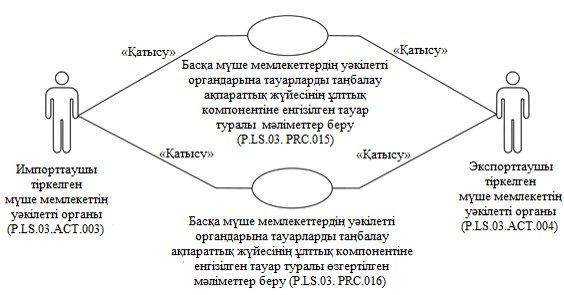 «Қатысу»
«Қатысу»
Басқа мүше мемлекеттердің уәкілетті
органдарына тауарларды таңбалау
ақпараттық жүйесінің ұлттық
компонентіне енгізілген тауар
туралы мәліметтер беру
(P.LS.03. PRC.015)
«Қатысу»
«Қатысу»
Импорттаушы
тіркелген
мүше мемлекеттің
уәкілетті органы
(P.LS.03.ACT.003)
Экспорттаушы
тіркелген
мүше мемлекеттің
уәкілетті органы
(P.LS.03.ACT.004)
Басқа мүше мемлекеттердің уәкілетті
органдарына тауарларды таңбалау
ақпараттық жүйесінің ұлттық компонентіне
енгізілген тауар туралы өзгертілген
мәліметтер беру (P.LS.03. PRC.016)